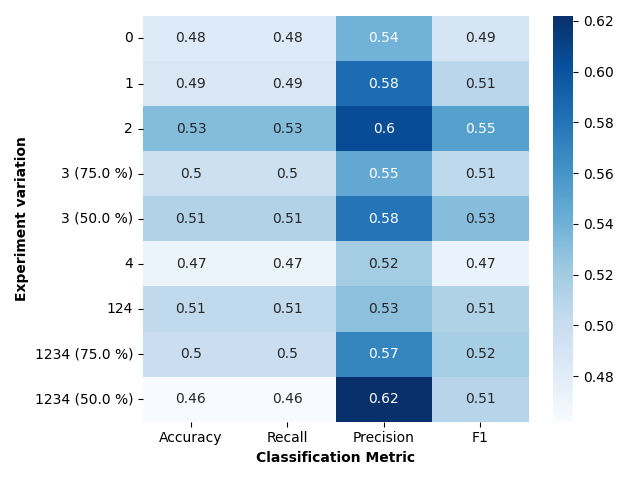 0 0.48 0.48 0.54 0.49
1 0.49 0.49 0.58 0.51
2 0.53 0.53 0.6 0.55
3 (75.0 %) 0.5 0.5 0.55 0.51
3 (50.0 %) 0.51 0.51 0.58 0.53
4 0.47 0.47 0.52 0.47
124 0.51 0.51 0.53 0.51
1234 (75.0 %) 0.5 0.5 0.57 0.52
1234 (50.0 %) 0.46 0.46 0.62 0.51
Accuracy Recall Precision F1
Classification Metric
Experiment variation
0.62
0.60
0.58
0.56
0.54
0.52
0.50
0.48